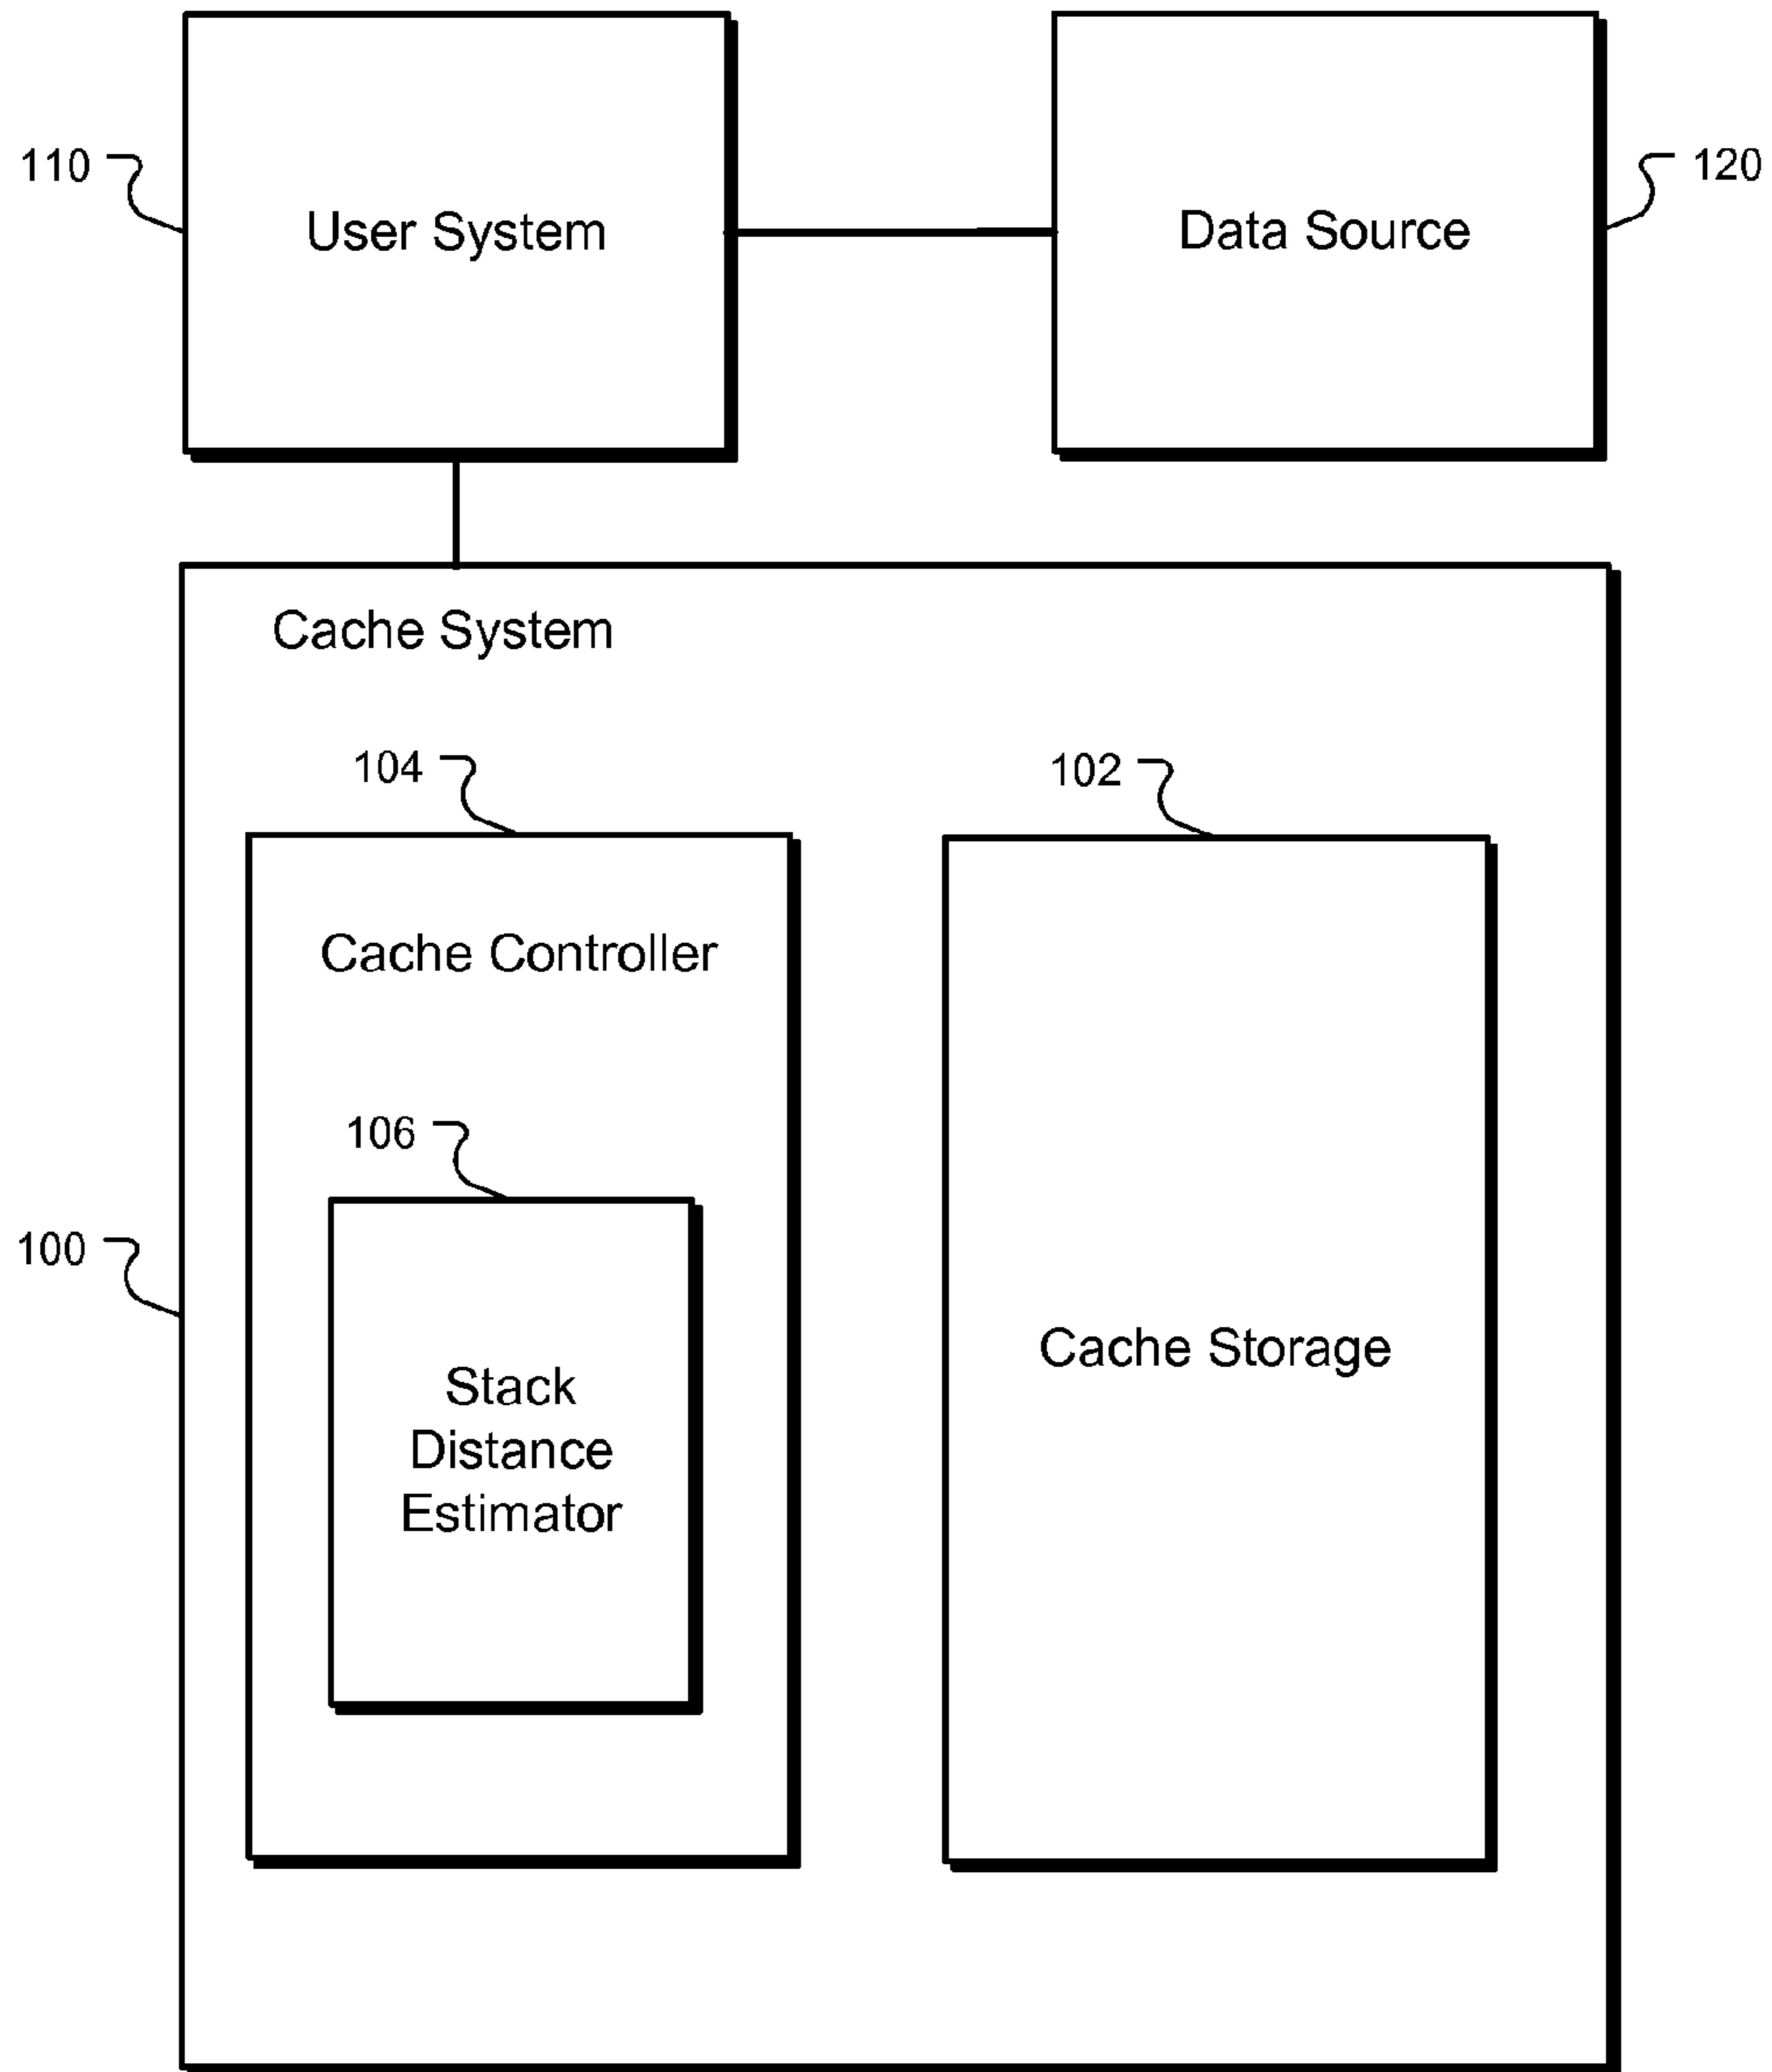 110
User System
Data Source
120
Cache System
104
102
Cache Controller
106
100
Stack
Distance
Estimator
Cache Storage